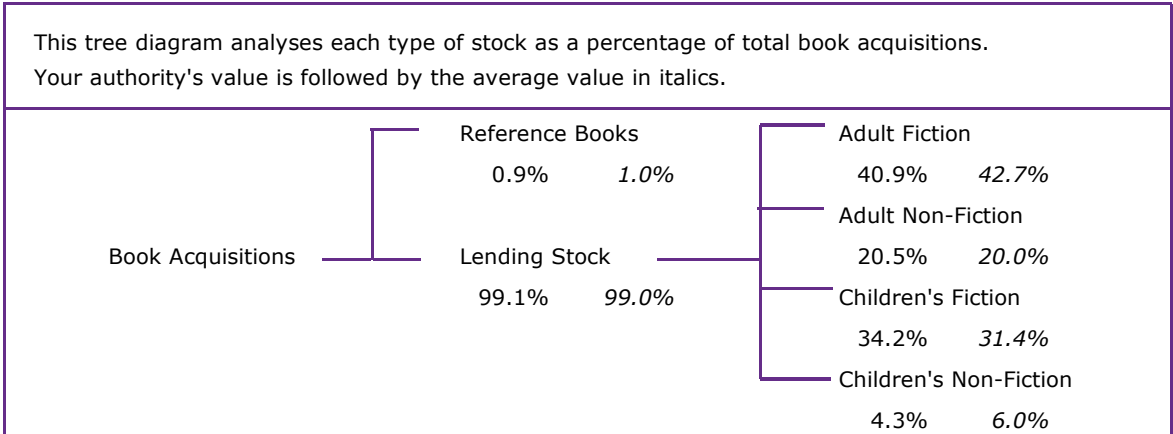 This tree diagram analyses each type of stock as a percentage of total book acquisitions.
Your authority's value is followed by the average value in italics.
Reference Books
0.9% 1.0%
Book Acquisitions
Lending Stock
99.1% 99.0%
Adult Fiction
40.9% 42.7%
Adult Non-Fiction
20.5% 20.0%
Children's Fiction
34.2% 31.4%
Children's Non-Fiction
4.3% 6.0%